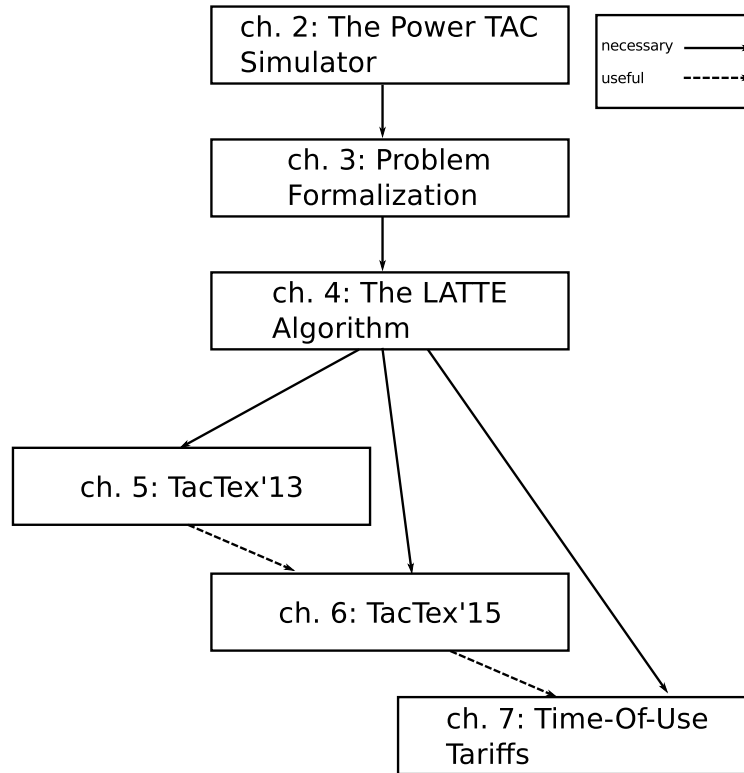 ch. 2: The Power TAC
Simulator
necessary
useful
ch. 3: Problem
Formalization
ch. 4: The LATTE
Algorithm
ch. 5: TacTex'13
ch. 6: TacTex'15
ch. 7: Time-Of-Use
Tariffs